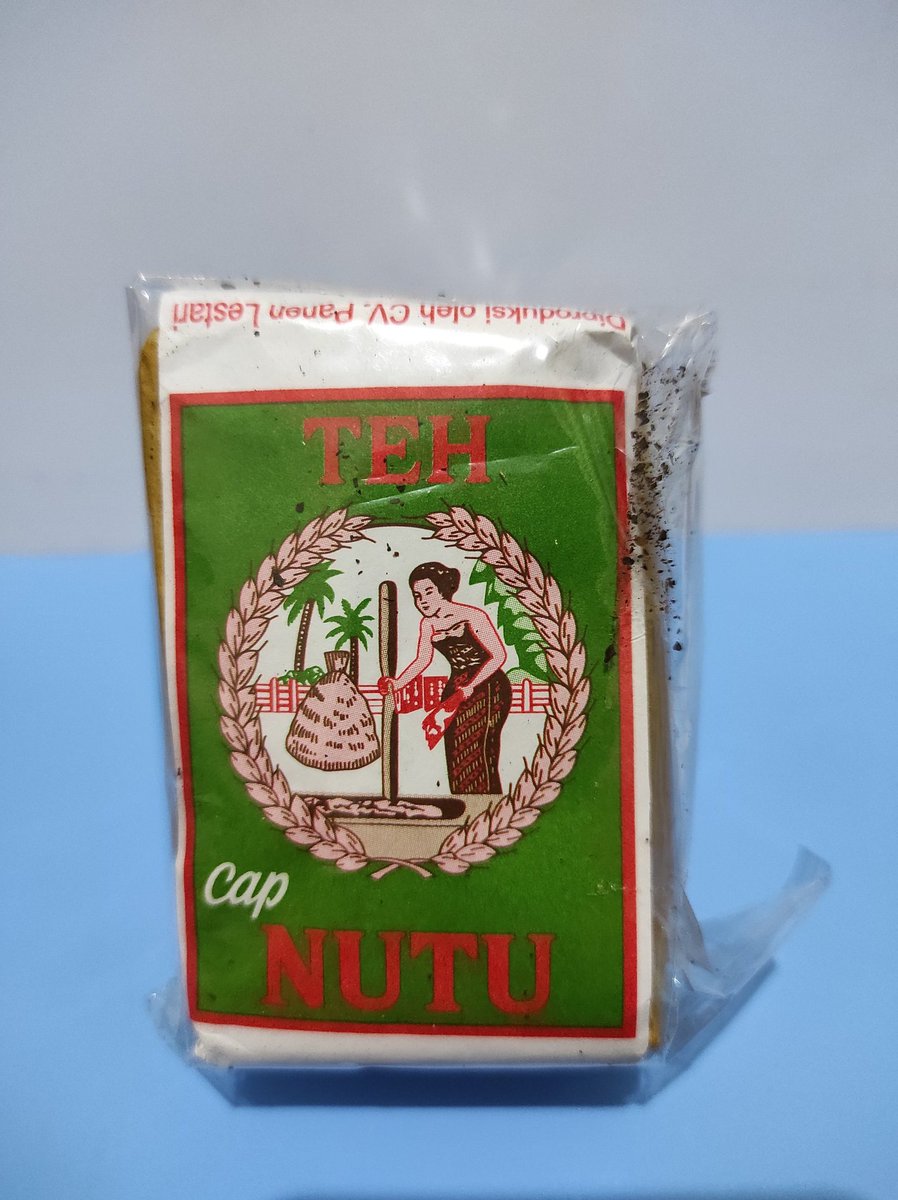 Diproduksi oleh CV. Panen Lestari
TEH
Cap
NUTU